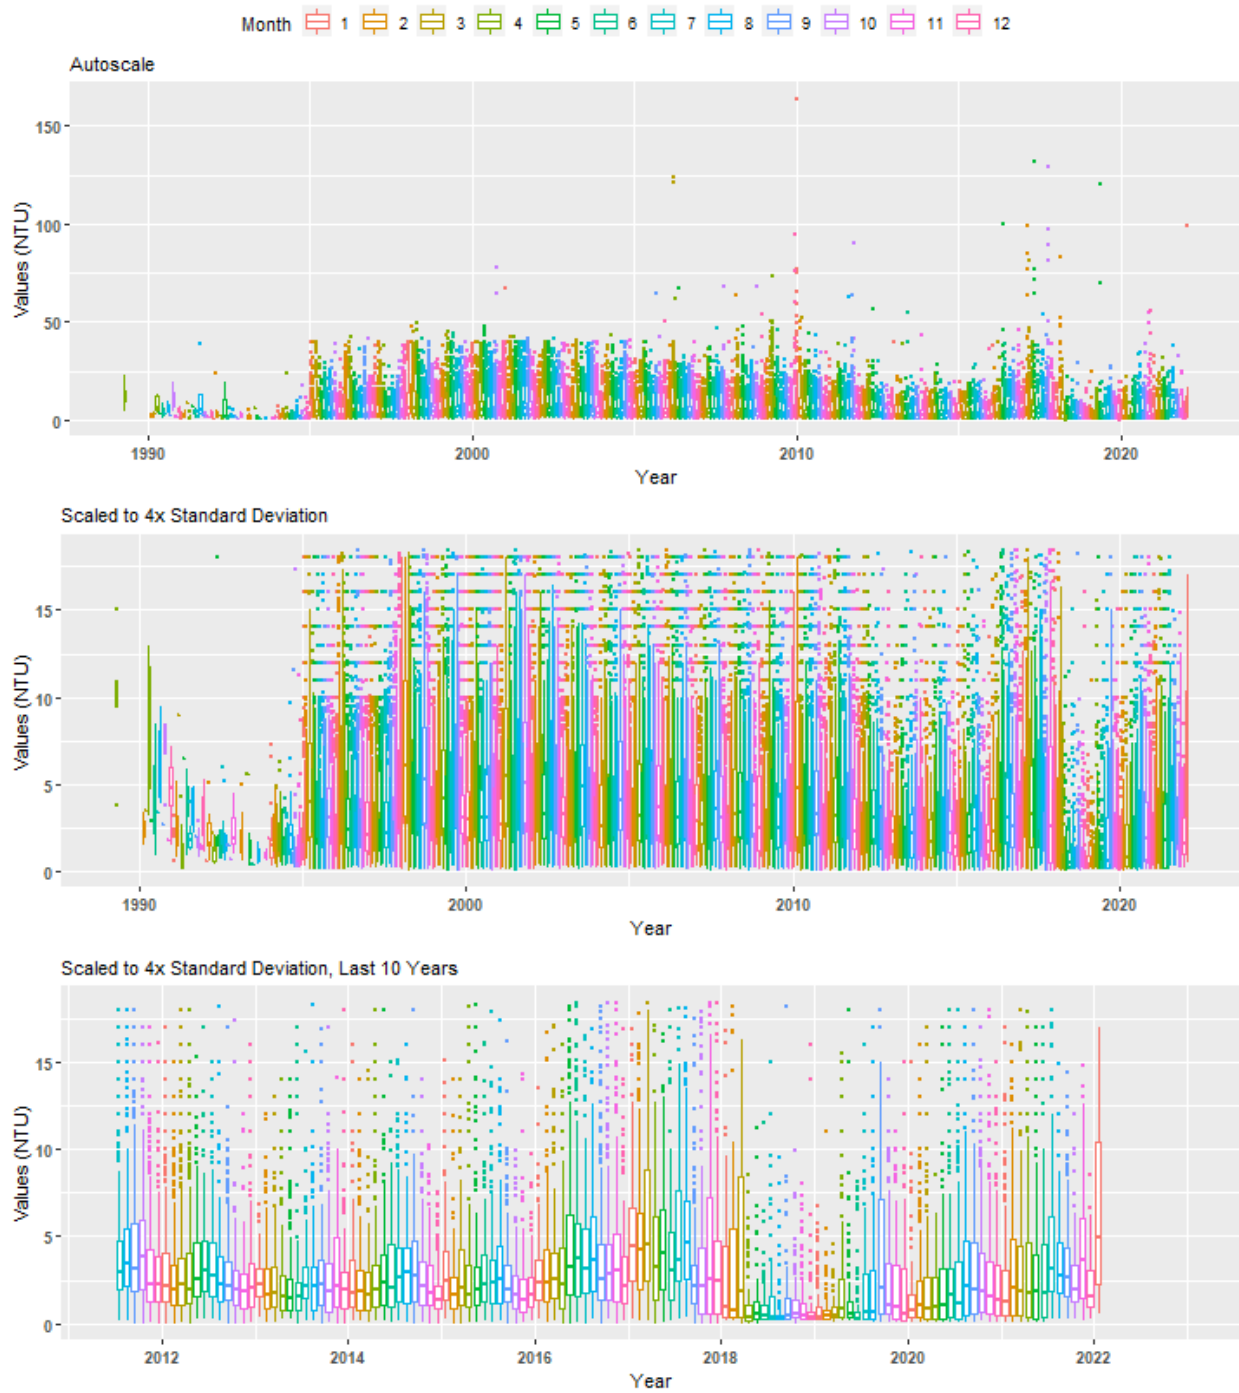 Month 1 2 3 4 5 6 7 8 9 10 11 12
Autoscale
Values (NTU)
150
100
50
0
1990 2000 2010 2020
Year
Scaled to 4x Standard Deviation
Values (NTU)
15
10
5
0
1990 2000 2010 2020
Year
Scaled to 4x Standard Deviation, Last 10 Years
Values (NTU)
15
10
5
0
2012 2014 2016 2018 2020 2022
Year